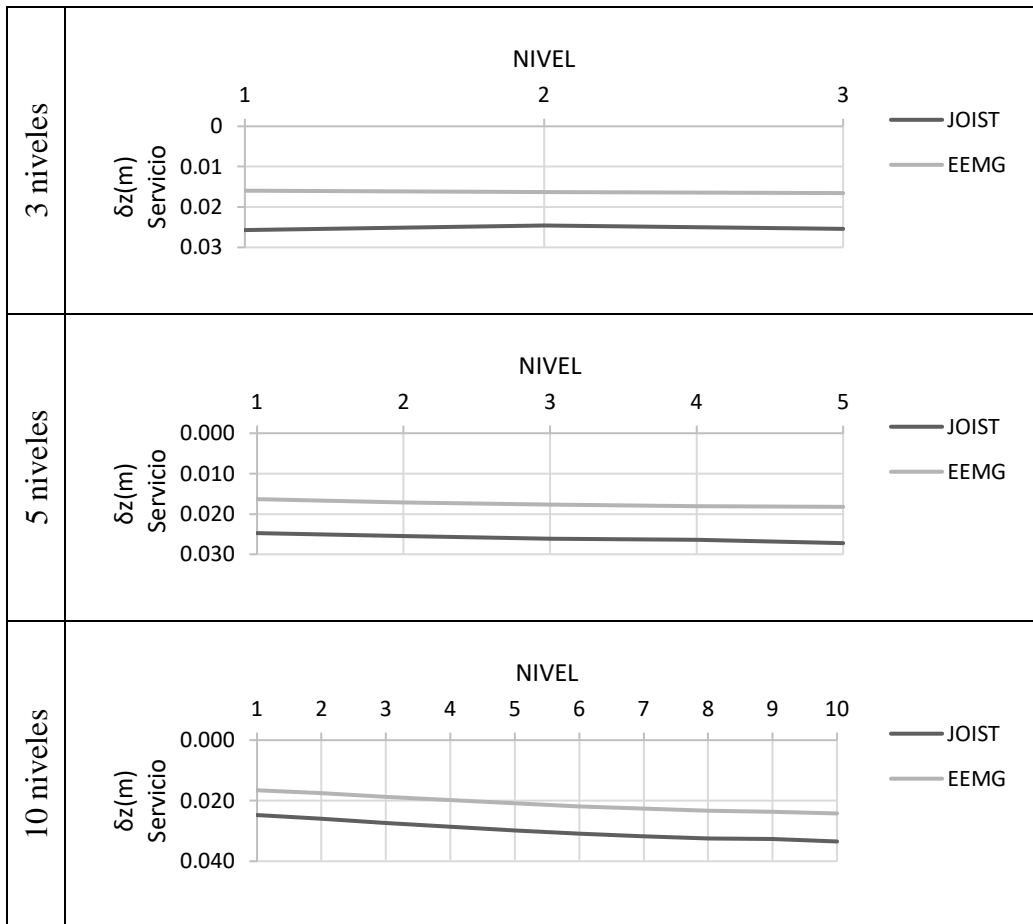 3 niveles
NIVEL
1 2 3
0
0.01
0.02
0.03
δz(m)
Servicio
JOIST
EEMG
5 niveles
NIVEL
1 2 3 4 5
0.000
0.010
0.020
0.030
δz(m)
Servicio
JOIST
EEMG
10 niveles
NIVEL
1 2 3 4 5 6 7 8 9 10
0.000
0.020
0.040
δz(m)
Servicio
JOIST
EEMG